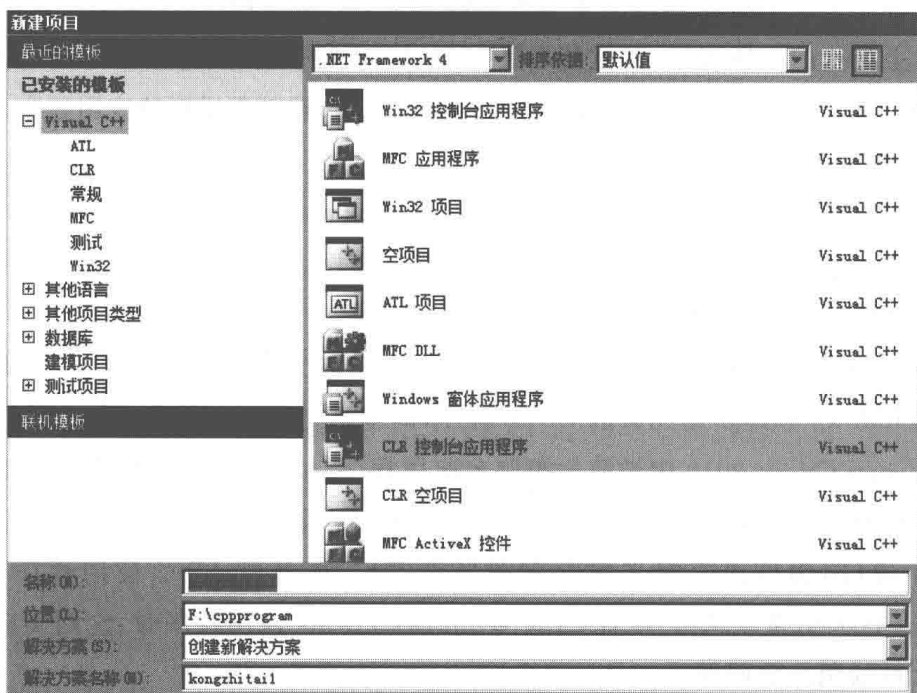 新建项目
最近的模板
已安装的模板
Visual C++
ATL
CLR
常规
MFC
测试
Win32
其他语言
其他项目类型
数据库
建模项目
测试项目
联机模板
.NET Framework 4 排序依据: 默认值
Win32 控制台应用程序 Visual C++
MFC 应用程序 Visual C++
Win32 项目 Visual C++
空项目 Visual C++
ATL 项目 Visual C++
MFC DLL Visual C++
Windows 窗体应用程序 Visual C++
CLR 控制台应用程序 Visual C++
CLR 空项目 Visual C++
MFC ActiveX 控件 Visual C++
名称(N):
位置(L): F:\cppprogram
解决方案(S): 创建新解决方案
解决方案名称(M): kongzhitai1